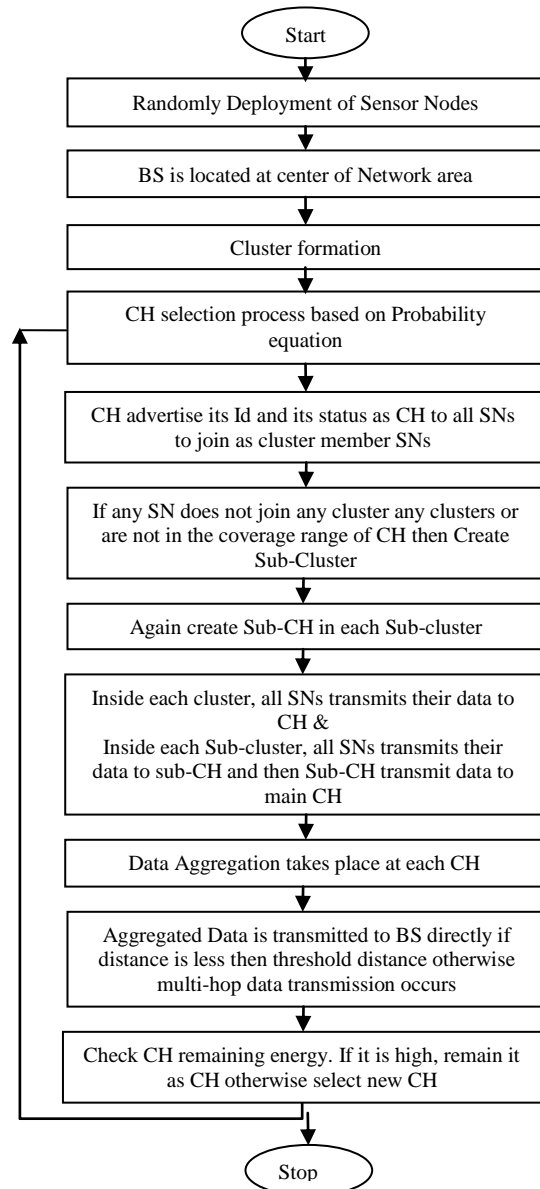 Start
Randomly Deployment of Sensor Nodes
BS is located at center of Network area
Cluster formation
CH selection process based on Probability
equation
CH advertise its Id and its status as CH to all SNs
to join as cluster member SNs
If any SN does not join any cluster any clusters or
are not in the coverage range of CH then Create
Sub-Cluster
Again create Sub-CH in each Sub-cluster
Inside each cluster, all SNs transmits their data to
CH &
Inside each Sub-cluster, all SNs transmits their
data to sub-CH and then Sub-CH transmit data to
main CH
Data Aggregation takes place at each CH
Aggregated Data is transmitted to BS directly if
distance is less then threshold distance otherwise
multi-hop data transmission occurs
Check CH remaining energy. If it is high, remain it
as CH otherwise select new CH
Stop